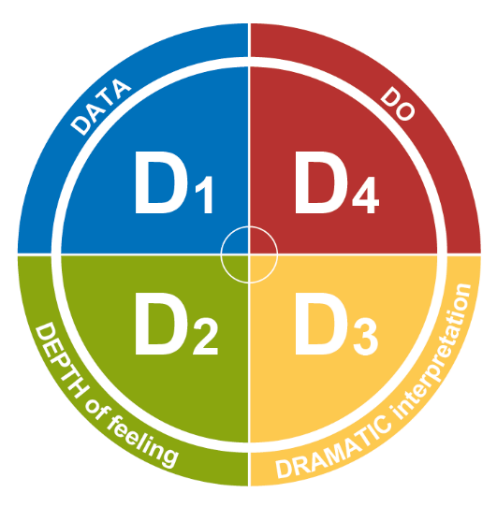 DATA
DO
D1
D4
D2
D3
DEPTH of feeling
DRAMATIC interpretation